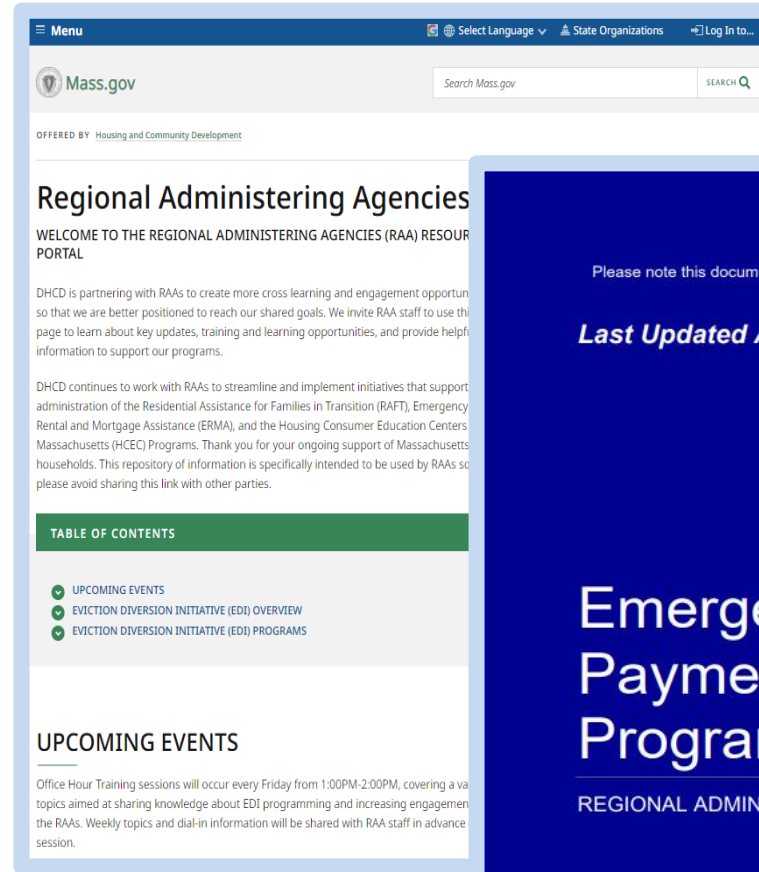 Menu
Select Language
State Organizations
Log In to...
Mass.gov
Search Mass.gov
SEARCH
OFFERED BY Housing and Community Development
Regional Administering Agencies
WELCOME TO THE REGIONAL ADMINISTERING AGENCIES (RAA) RESOUR
PORTAL
DHCD is partnering with RAAs to create more cross learning and engagement opportun
so that we are better positioned to reach our shared goals. We invite RAA staff to use thi
page to learn about key updates, training and learning opportunities, and provide helpfu
information to support our programs.
DHCD continues to work with RAAs to streamline and implement initiatives that support
administration of the Residential Assistance for Families in Transition (RAFT), Emergency
Rental and Mortgage Assistance (ERMA), and the Housing Consumer Education Centers
Massachusetts (HCEC) Programs. Thank you for your ongoing support of Massachusetts
households. This repository of information is specifically intended to be used by RAAs so
please avoid sharing this link with other parties.
TABLE OF CONTENTS
UPCOMING EVENTS
EVICTION DIVERSION INITIATIVE (EDI) OVERVIEW
EVICTION DIVERSION INITIATIVE (EDI) PROGRAMS
UPCOMING EVENTS
Office Hour Training sessions will occur every Friday from 1:00PM-2:00PM, covering a va
topics aimed at sharing knowledge about EDI programming and increasing engagemen
the RAAs. Weekly topics and dial-in information will be shared with RAA staff in advance
session.
Please note this docum
Last Updated A
Emerge
Payme
Progra
REGIONAL ADMIN